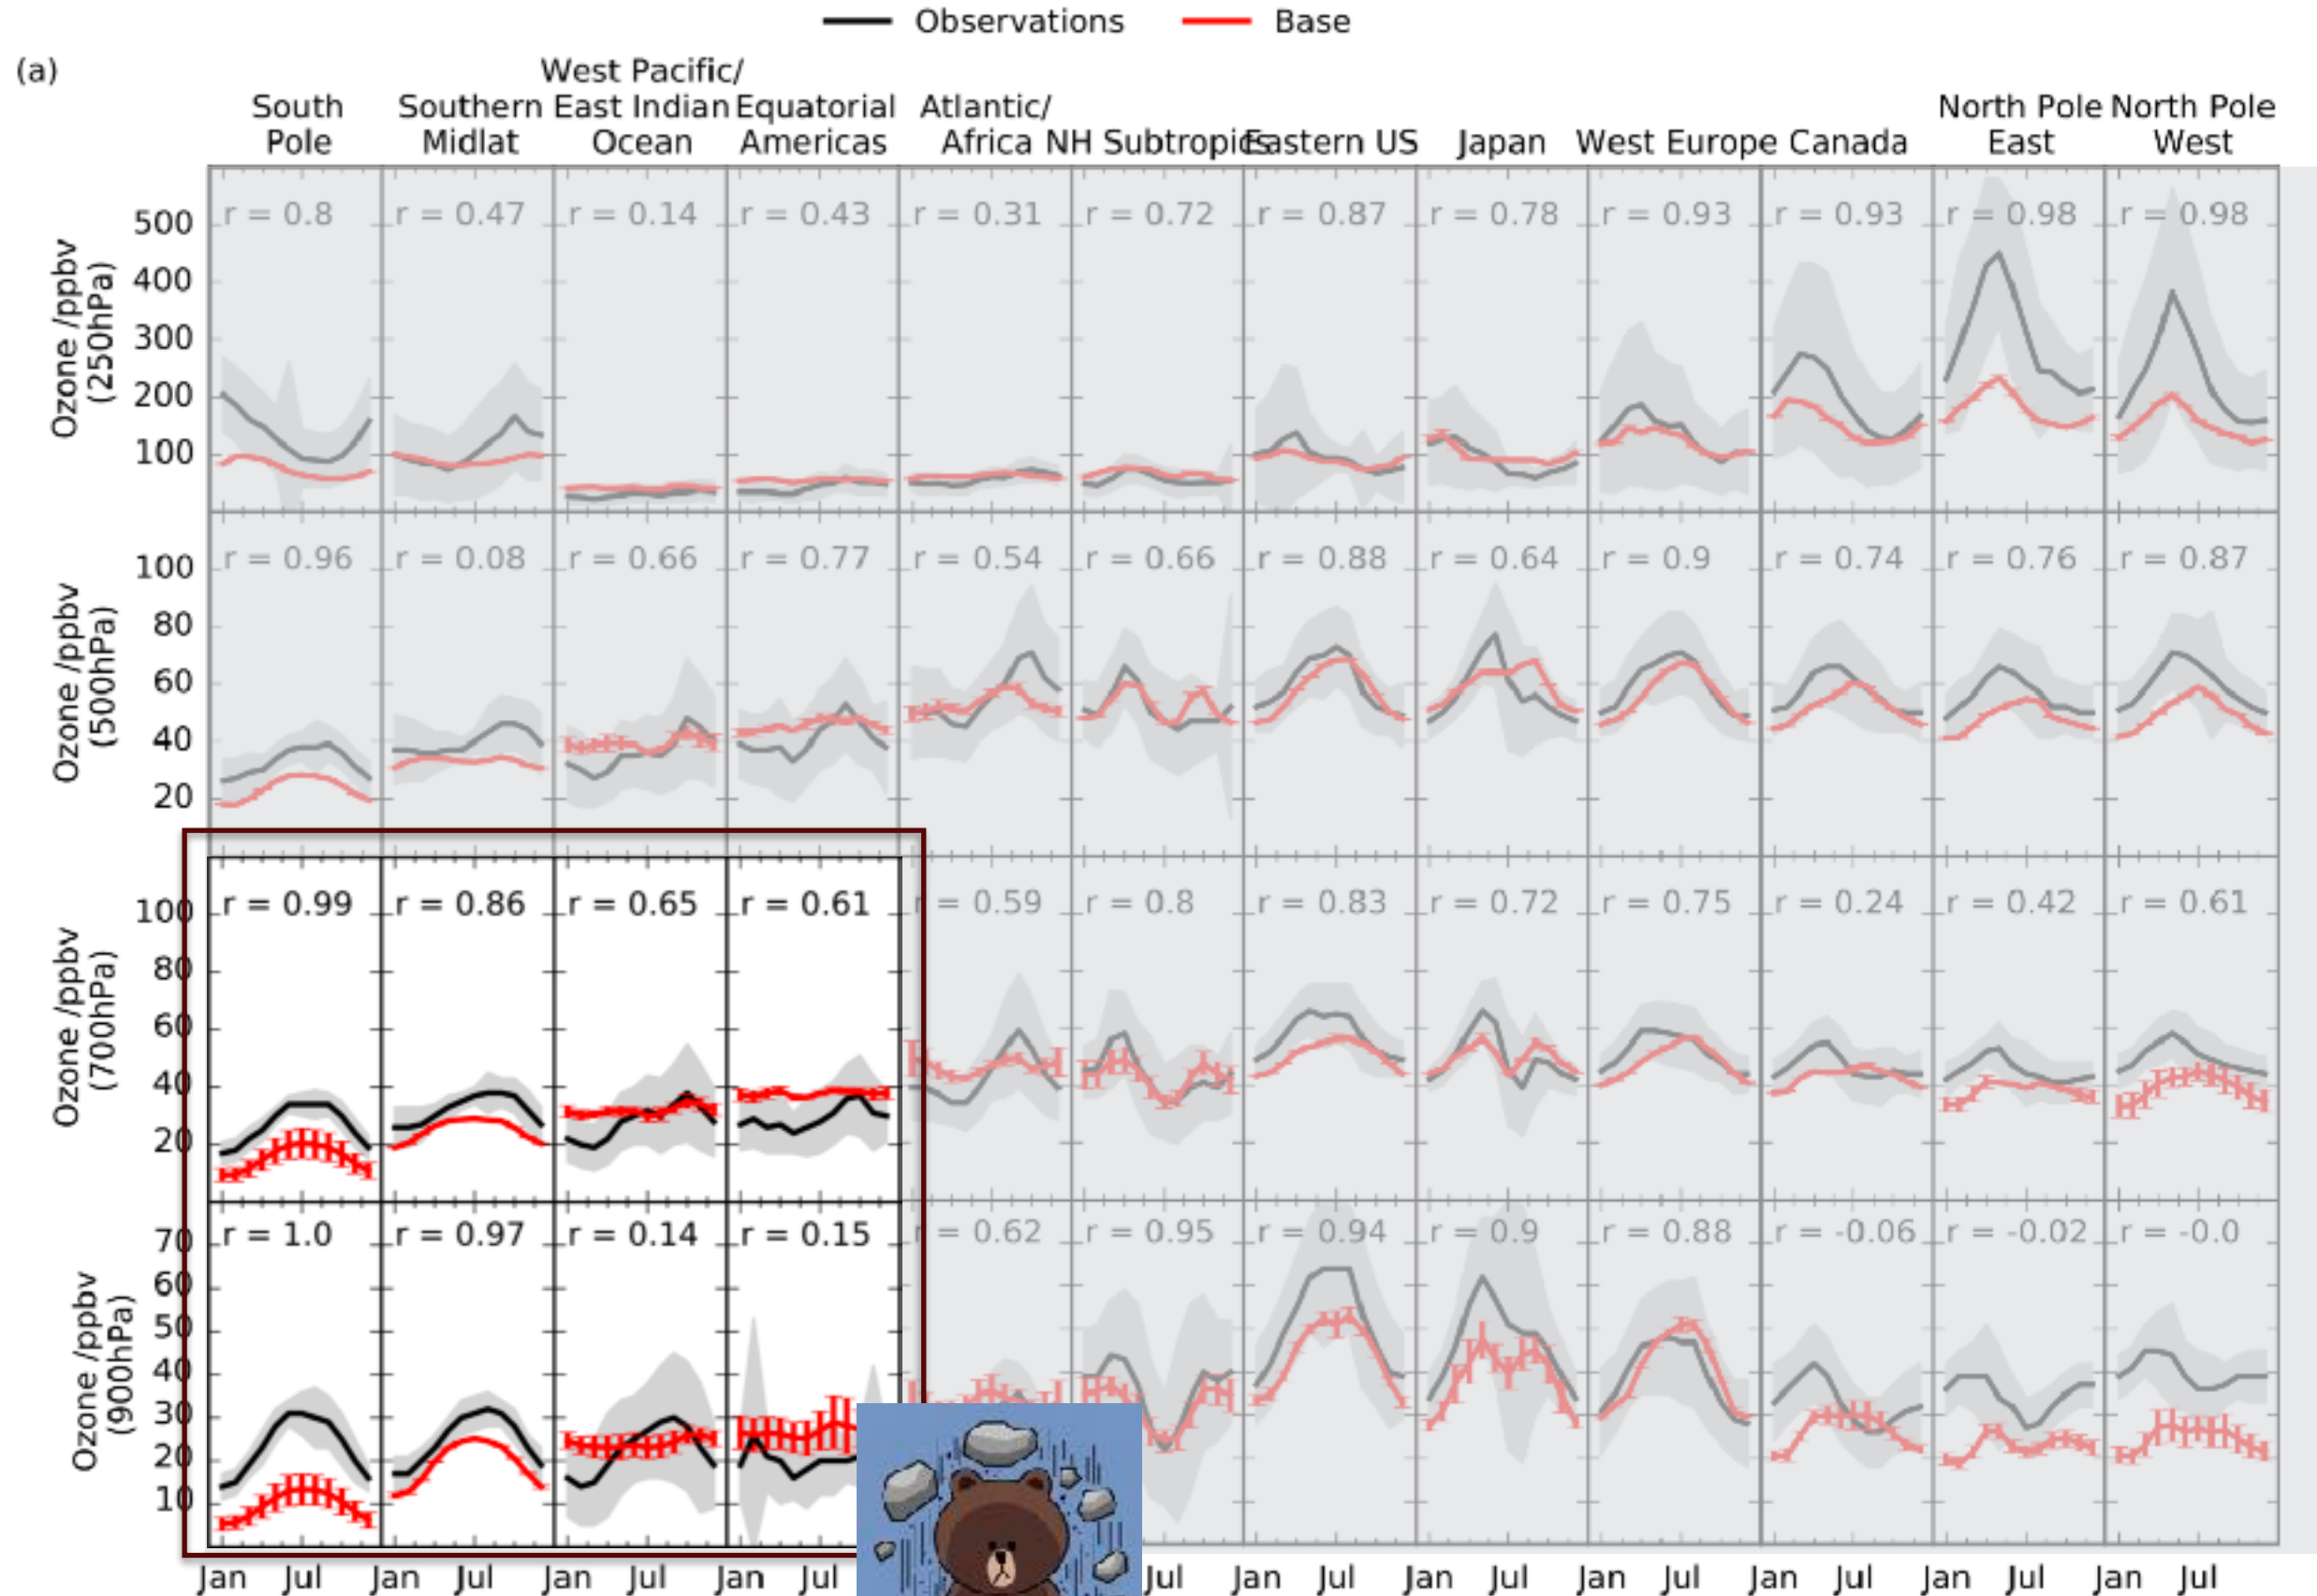 Observations Base
(a)
West Pacific/
South Southern East Indian Equatorial Atlantic/ North Pole North Pole
Pole Midlat Ocean Americas Africa NH Subtropics Eastern US Japan West Europe Canada East West
Ozone /ppbv
(250hPa)
r = 0.8 r = 0.47 r = 0.14 r = 0.43 r = 0.31 r = 0.72 r = 0.87 r = 0.78 r = 0.93 r = 0.93 r = 0.98 r = 0.98
500
400
300
200
100
Ozone /ppbv
(500hPa)
r = 0.96 r = 0.08 r = 0.66 r = 0.77 r = 0.54 r = 0.66 r = 0.88 r = 0.64 r = 0.9 r = 0.74 r = 0.76 r = 0.87
100
80
60
40
20
Ozone /ppbv
(700hPa)
r = 0.99 r = 0.86 r = 0.65 r = 0.61 r = 0.59 r = 0.8 r = 0.83 r = 0.72 r = 0.75 r = 0.24 r = 0.42 r = 0.61
100
80
60
40
20
Ozone /ppbv
(900hPa)
r = 1.0 r = 0.97 r = 0.14 r = 0.15 r = 0.62 r = 0.95 r = 0.94 r = 0.9 r = 0.88 r = -0.06 r = -0.02 r = -0.0
70
60
50
40
30
20
10
Jan Jul Jan Jul Jan Jul Jan Jul Jul Jan Jul Jan Jul Jan Jul Jan Jul Jan Jul Jan Jul